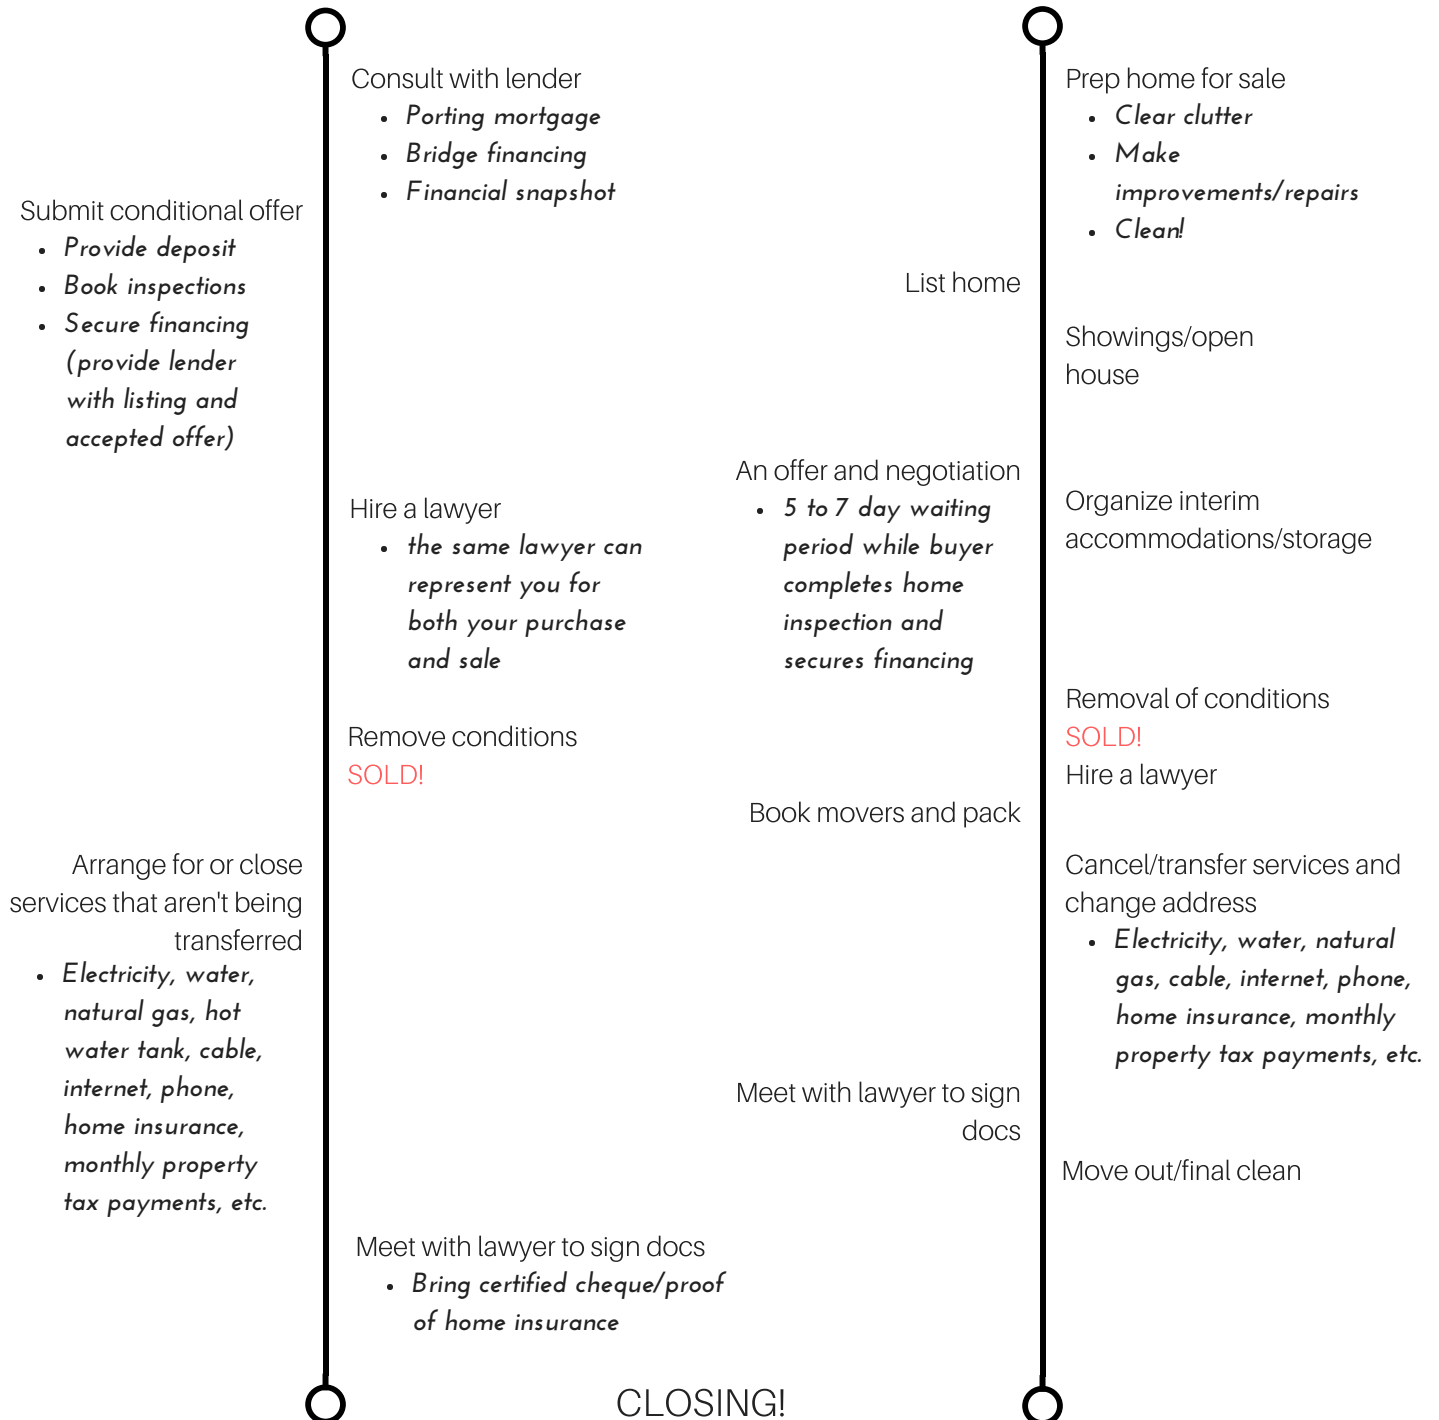 Consult with lender
• Porting mortgage
• Bridge financing
• Financial snapshot
Submit conditional offer
• Provide deposit
• Book inspections
• Secure financing
(provide lender
with listing and
accepted offer)
Hire a lawyer
• the same lawyer can
represent you for
both your purchase
and sale
Remove conditions
SOLD!
Arrange for or close
services that aren't being
transferred
• Electricity, water,
natural gas, hot
water tank, cable,
internet, phone,
home insurance,
monthly property
tax payments, etc.
Meet with lawyer to sign docs
• Bring certified cheque/proof
of home insurance
Prep home for sale
• Clear clutter
• Make
improvements/repairs
• Clean!
List home
Showings/open
house
An offer and negotiation
• 5 to 7 day waiting
period while buyer
completes home
inspection and
secures financing
Organize interim
accommodations/storage
Removal of conditions
SOLD!
Hire a lawyer
Book movers and pack
Cancel/transfer services and
change address
• Electricity, water, natural
gas, cable, internet, phone,
home insurance, monthly
property tax payments, etc.
Meet with lawyer to sign
docs
Move out/final clean
CLOSING!